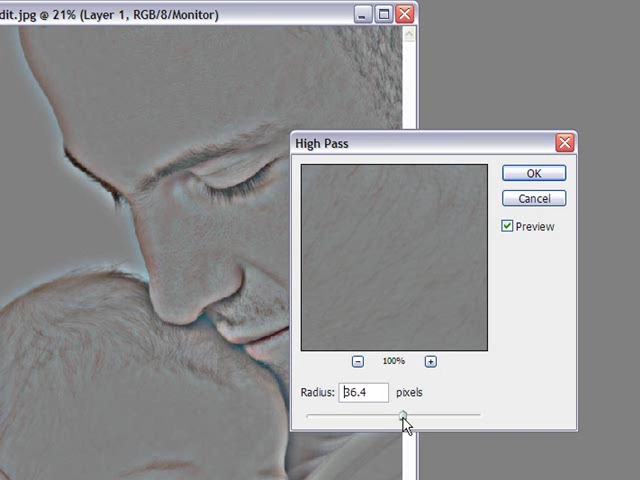 dit.jpg @ 21% (Layer 1, RGB/8/Monitor)
High Pass
OK
Cancel
Preview
100%
Radius: 36.4 pixels